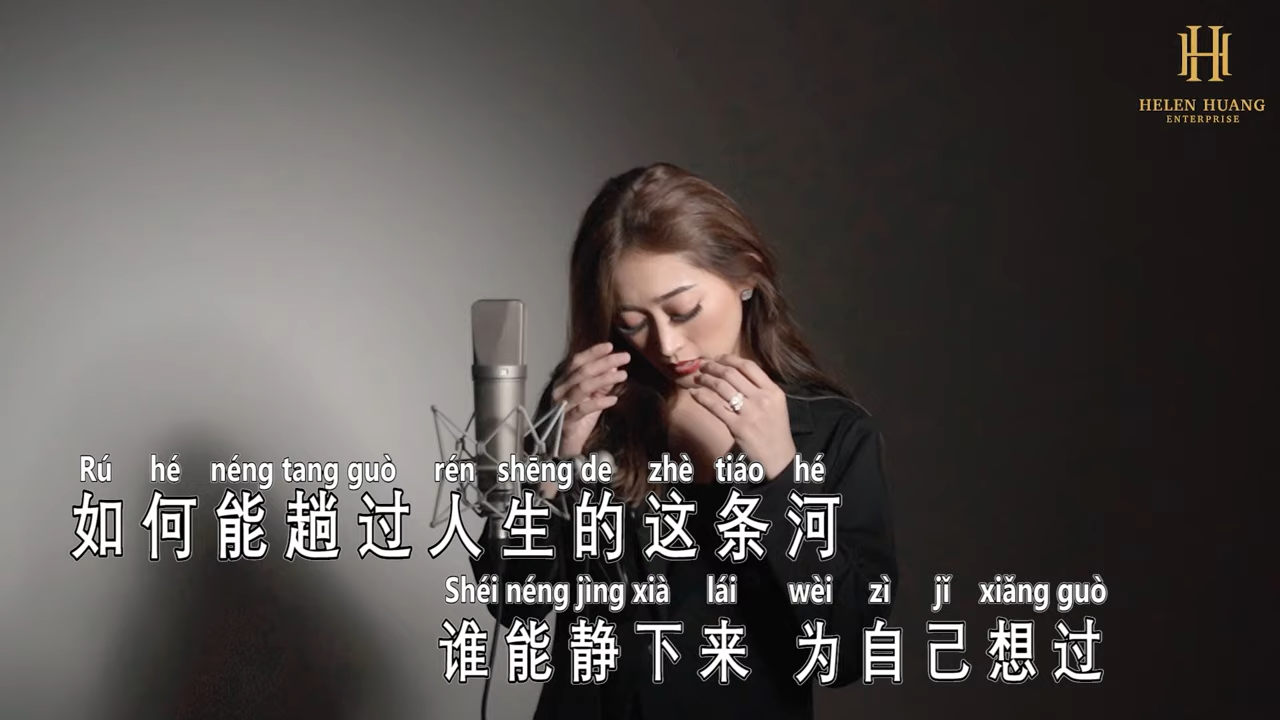 HH
HELEN HUANG
ENTERPRISE
Rú hé néng tang guò rén shēng de zhè tiáo hé
如何能趟过人生的这条河
Shéi néng jìng xià lái wèi zì jǐ xiǎng guò
谁能静下来 为自己想过